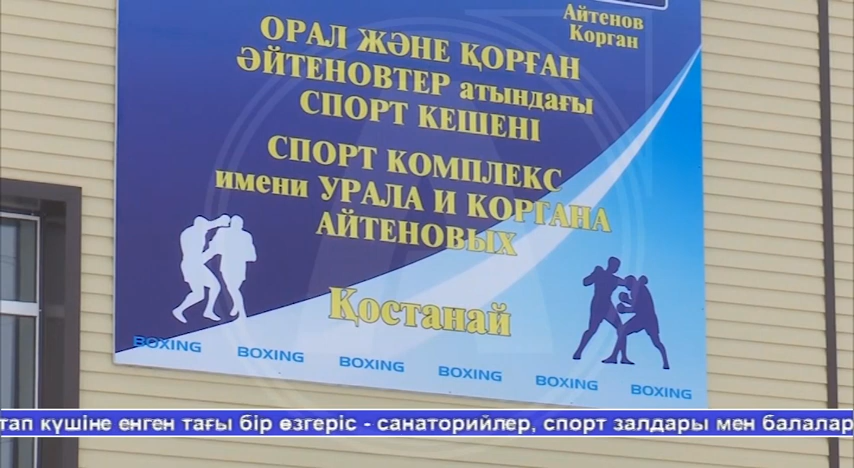 Айтенов
Корган
ОРАЛ ЖӘНЕ ҚОРҒАН
ӘЙТЕНОВТЕР атындағы
СПОРТ КЕШЕНІ
СПОРТ КОМПЛЕКС
имени УРАЛА И КОРГАНА
АЙТЕНОВЫХ
Қостанай
BOXING BOXING BOXING BOXING BOXING BOXING
тап күшіне енген тағы бір өзгеріс - санаторийлер, спорт залдары мен балалар